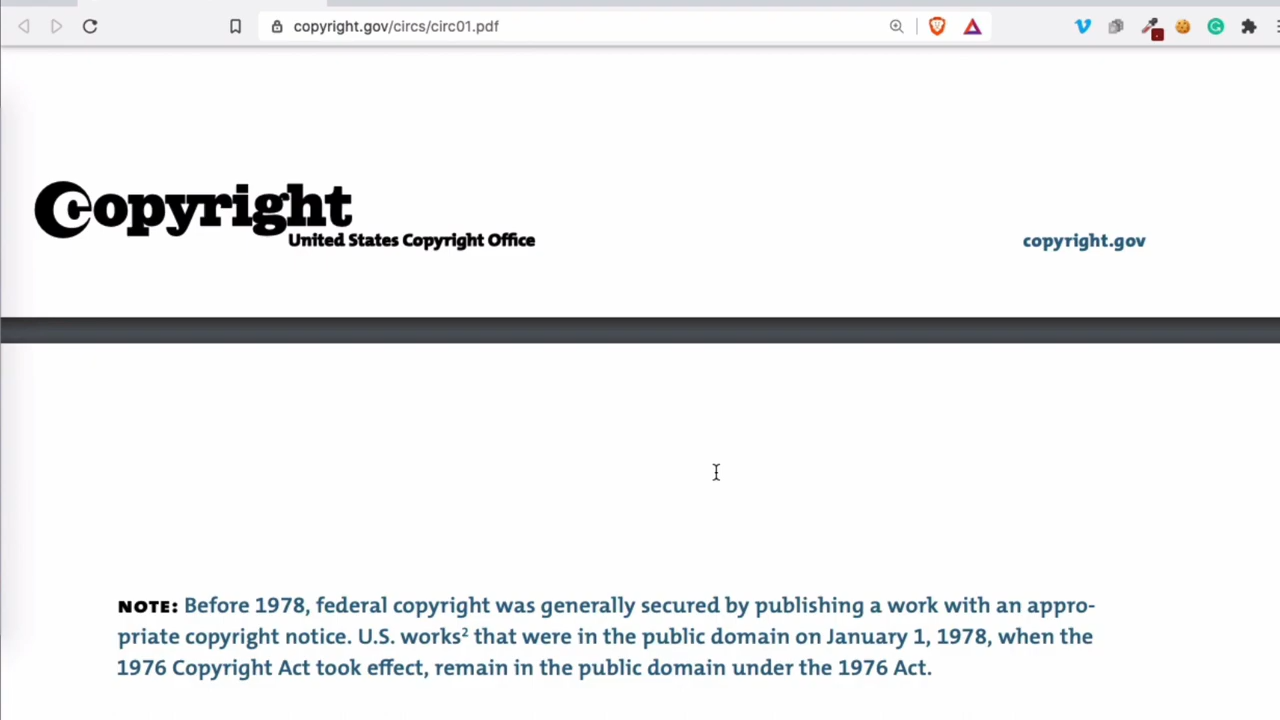 copyright.gov/circs/circ01.pdf
Copyright
United States Copyright Office
copyright.gov
NOTE: Before 1978, federal copyright was generally secured by publishing a work with an appro-
priate copyright notice. U.S. works² that were in the public domain on January 1, 1978, when the
1976 Copyright Act took effect, remain in the public domain under the 1976 Act.